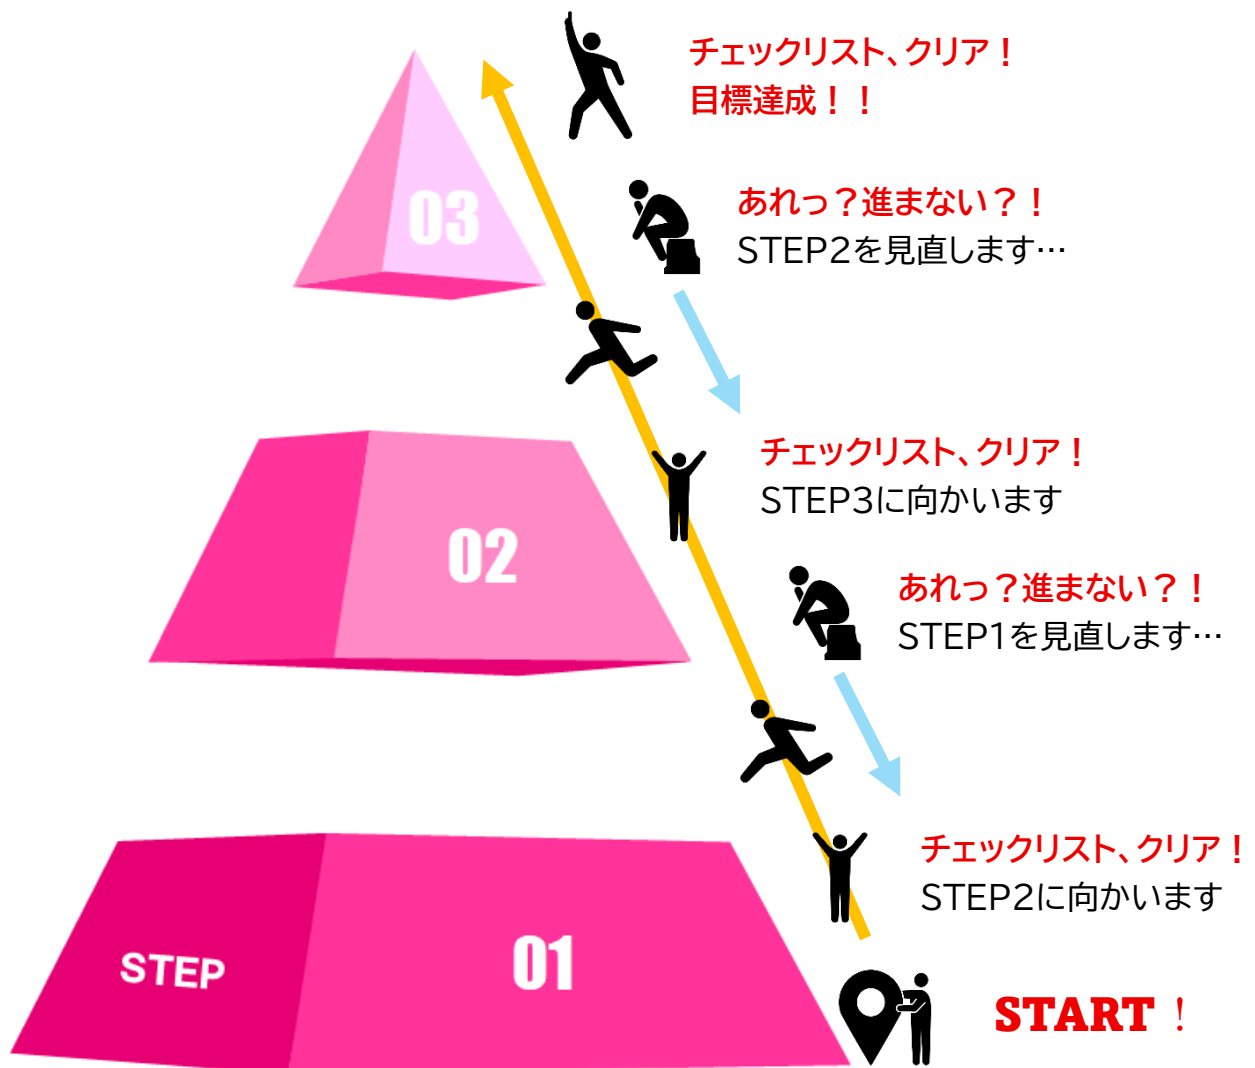 チェックリスト、クリア！
目標達成！！
03
あれっ？進まない？！
STEP2を見直します…
チェックリスト、クリア！
STEP3に向かいます
02
あれっ？進まない？！
STEP1を見直します…
チェックリスト、クリア！
STEP2に向かいます
STEP 01
START！